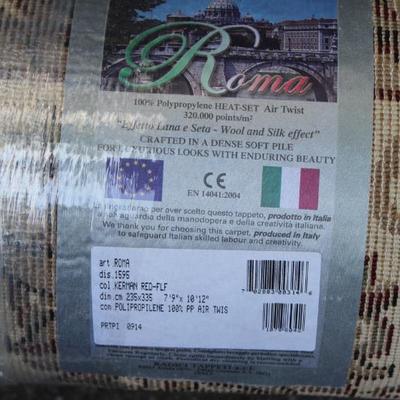 Roma
100% Polypropylene HEAT-SET Air Twist
320.000 points/m²
"Effetto Lana e Seta - Wool and Silk effect"
CRAFTED IN A DENSE SOFT PILE
FOR LUXURIOUS LOOKS WITH ENDURING BEAUTY
CE
EN 14041:2004
Vi ringraziamo per aver scelto questo tappeto, prodotto in Italia
a salvaguardia della manodopera e della creatività italiana.
We thank you for choosing this carpet, produced in Italy
to safeguard Italian skilled labour and creativity.
art ROMA
dis.1595
col.KERMAN RED-FLF
dim.cm 235x335 7'9"x 10'12"
com POLIPROPILENE 100% PP AIR TWIS
PRTPI 0914
RADICI TAPPETI